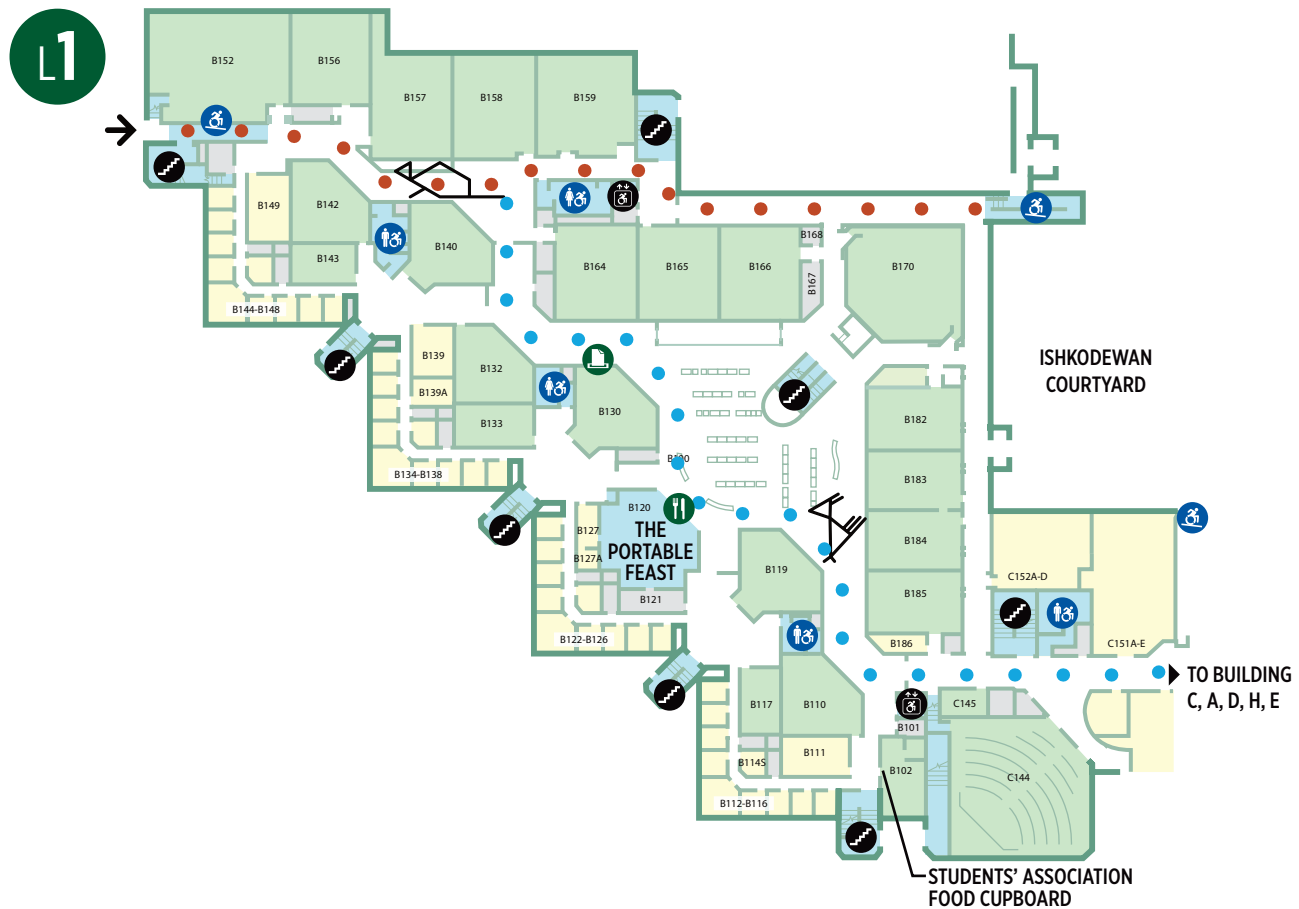 L1
B152
B156
B157
B158
B159
B149
B142
B143
B140
B144-B148
B164
B165
B166
B168
B167
B170
ISHKODEWAN
COURTYARD
B139
B139A
B132
B133
B130
B134-B138
B182
B183
B184
B185
B186
B120
THE
PORTABLE
FEAST
B127
B127A
B121
B122-B126
B119
C152A-D
C151A-E
TO BUILDING
C, A, D, H, E
B117
B110
B111
B114S
B112-B116
B101
B102
C145
C144
STUDENTS' ASSOCIATION
FOOD CUPBOARD